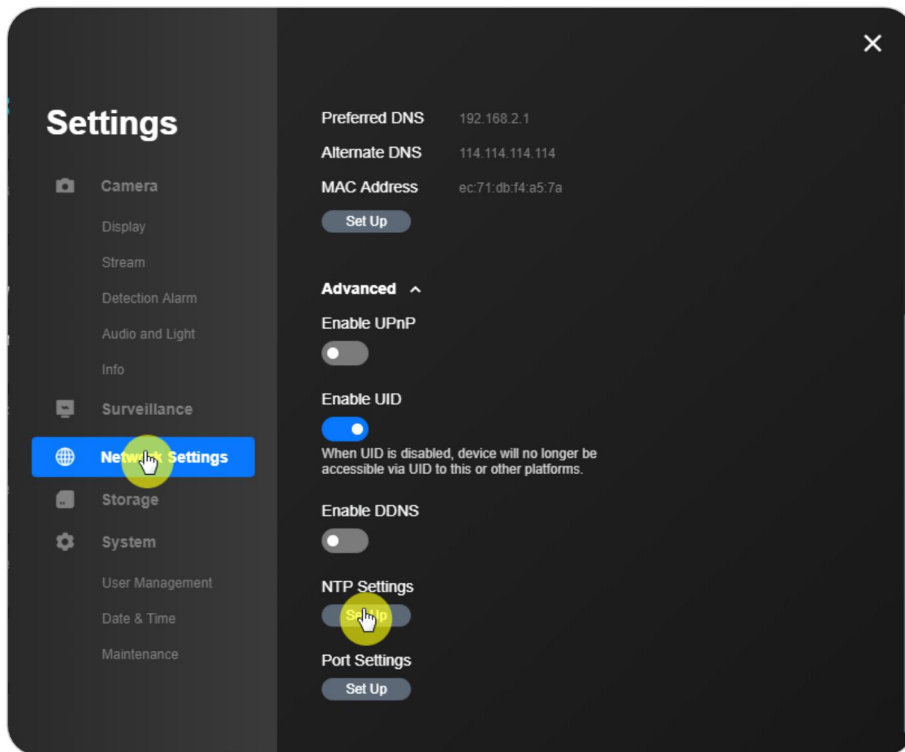 Settings
Camera
Display
Stream
Detection Alarm
Audio and Light
Info
Surveillance
Network Settings
Storage
System
User Management
Date & Time
Maintenance
Preferred DNS 192.168.2.1
Alternate DNS 114.114.114.114
MAC Address ec:71:db:f4:a5:7a
Set Up
Advanced
Enable UPnP
Enable UID
When UID is disabled, device will no longer be
accessible via UID to this or other platforms.
Enable DDNS
NTP Settings
Set Up
Port Settings
Set Up